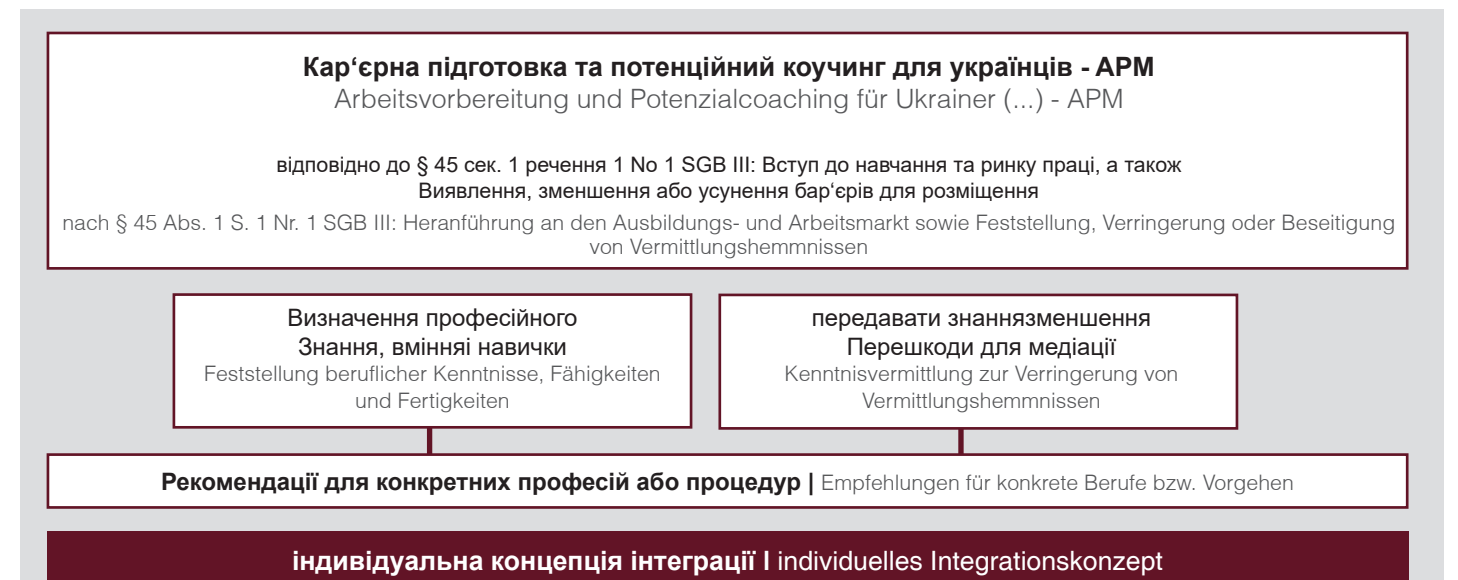 Кар‘єрна підготовка та потенційний коучинг для українців - APM
Arbeitsvorbereitung und Potenzialcoaching für Ukrainer (...) - APM
відповідно до § 45 сек. 1 речення 1 No 1 SGB III: Вступ до навчання та ринку праці, а також
Виявлення, зменшення або усунення бар‘єрів для розміщення
nach § 45 Abs. 1 S. 1 Nr. 1 SGB III: Heranführung an den Ausbildungs- und Arbeitsmarkt sowie Feststellung, Verringerung oder Beseitigung
von Vermittlungshemmnissen
Визначення професійного
Знання, вмінняі навички
Feststellung beruflicher Kenntnisse, Fähigkeiten
und Fertigkeiten
передавати знаннязменшення
Перешкоди для медіації
Kenntnisvermittlung zur Verringerung von
Vermittlungshemmnissen
Рекомендації для конкретних професій або процедур | Empfehlungen für konkrete Berufe bzw. Vorgehen
індивідуальна концепція інтеграції I individuelles Integrationskonzept